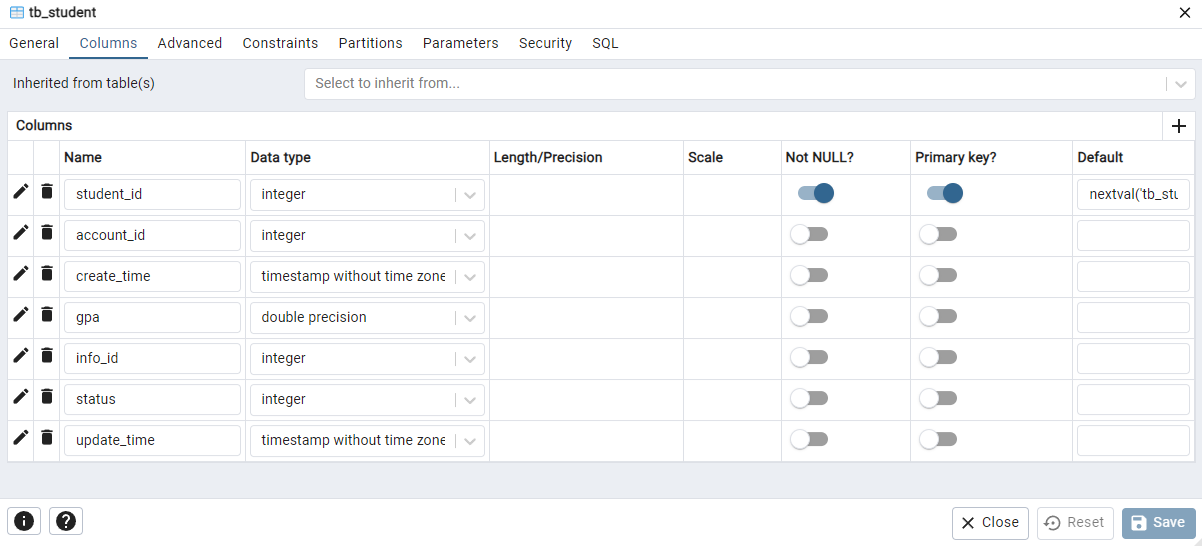 tb_student
General Columns Advanced Constraints Partitions Parameters Security SQL
Inherited from table(s) Select to inherit from...
Columns
Name Data type Length/Precision Scale Not NULL? Primary key? Default
student_id integer nextval('tb_stu
account_id integer
create_time timestamp without time zone
gpa double precision
info_id integer
status integer
update_time timestamp without time zone
Close Reset Save